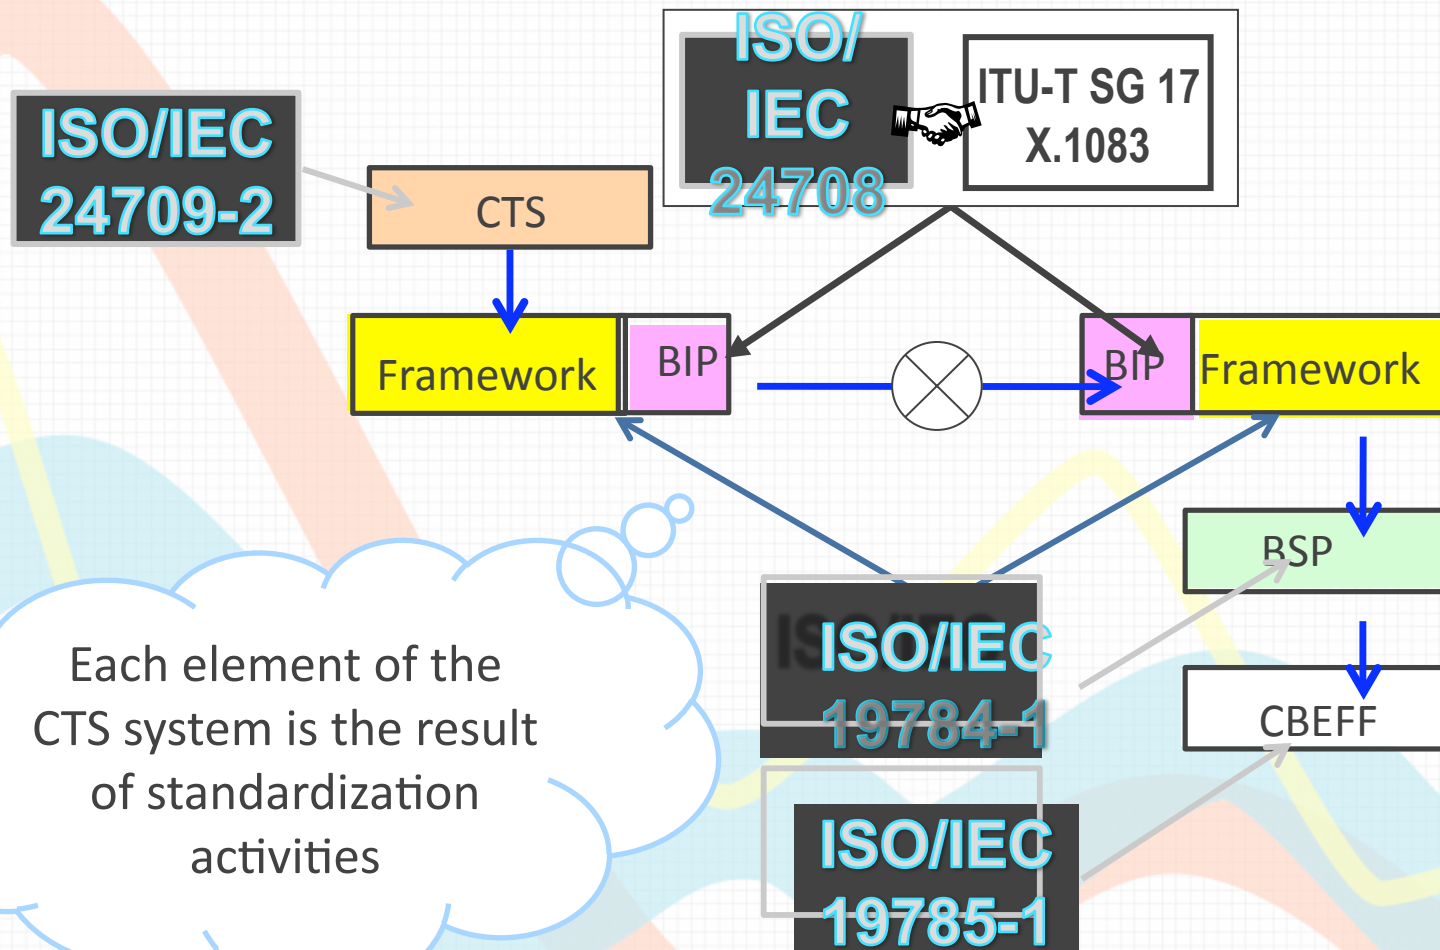 ISO/
IEC
24708
ITU-T SG 17
X.1083
ISO/IEC
24709-2
CTS
Framework
BIP
BIP
Framework
BSP
CBEFF
ISO/IEC
19784-1
ISO/IEC
19785-1
Each element of the
CTS system is the result
of standardization
activities